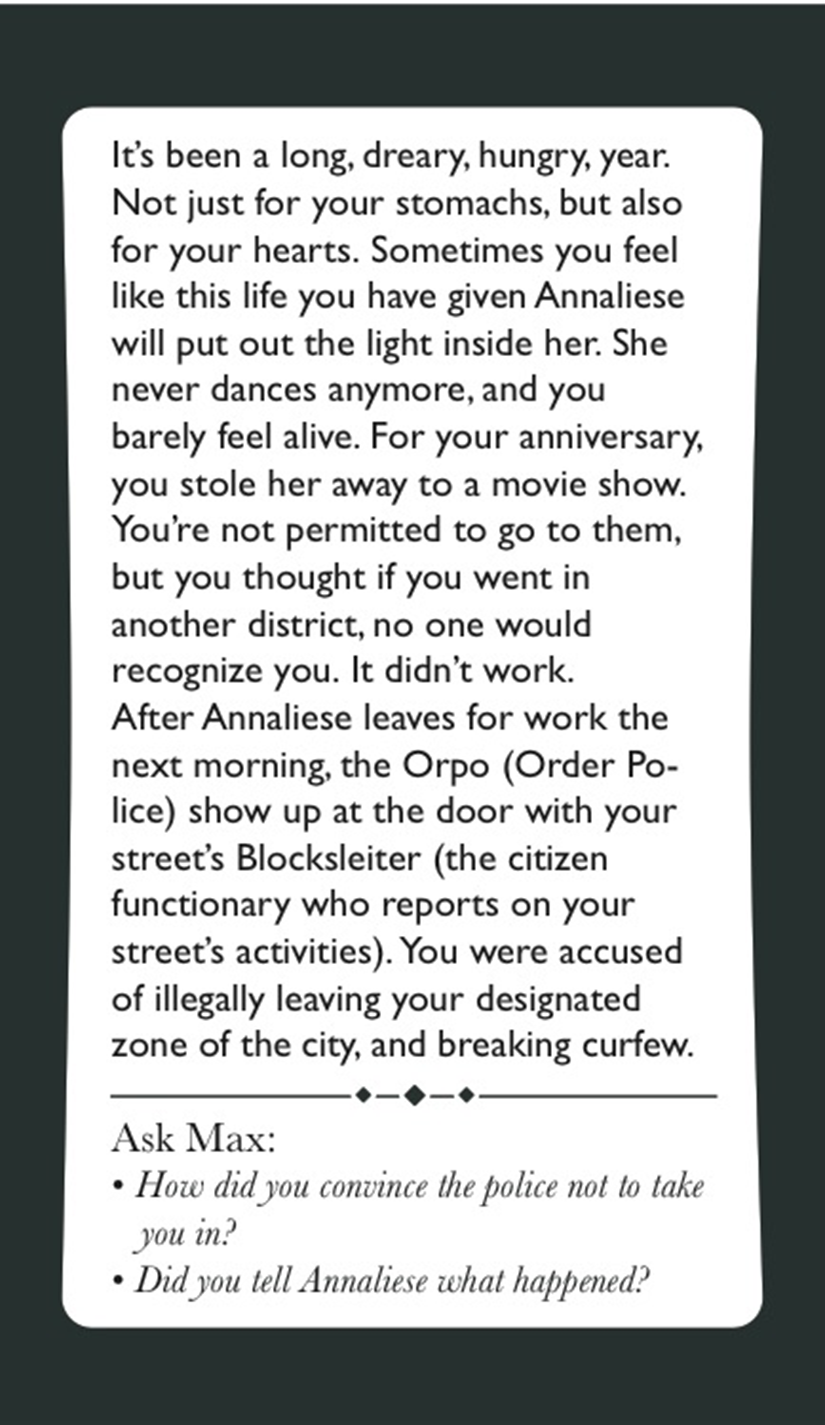 It’s been a long, dreary, hungry, year.
Not just for your stomachs, but also
for your hearts. Sometimes you feel
like this life you have given Annaliese
will put out the light inside her. She
never dances anymore, and you
barely feel alive. For your anniversary,
you stole her away to a movie show.
You’re not permitted to go to them,
but you thought if you went in
another district, no one would
recognize you. It didn’t work.
After Annaliese leaves for work the
next morning, the Orpo (Order Po-
lice) show up at the door with your
street’s Blocksleiter (the citizen
functionary who reports on your
street’s activities). You were accused
of illegally leaving your designated
zone of the city, and breaking curfew.
Ask Max:
• How did you convince the police not to take
you in?
• Did you tell Annaliese what happened?